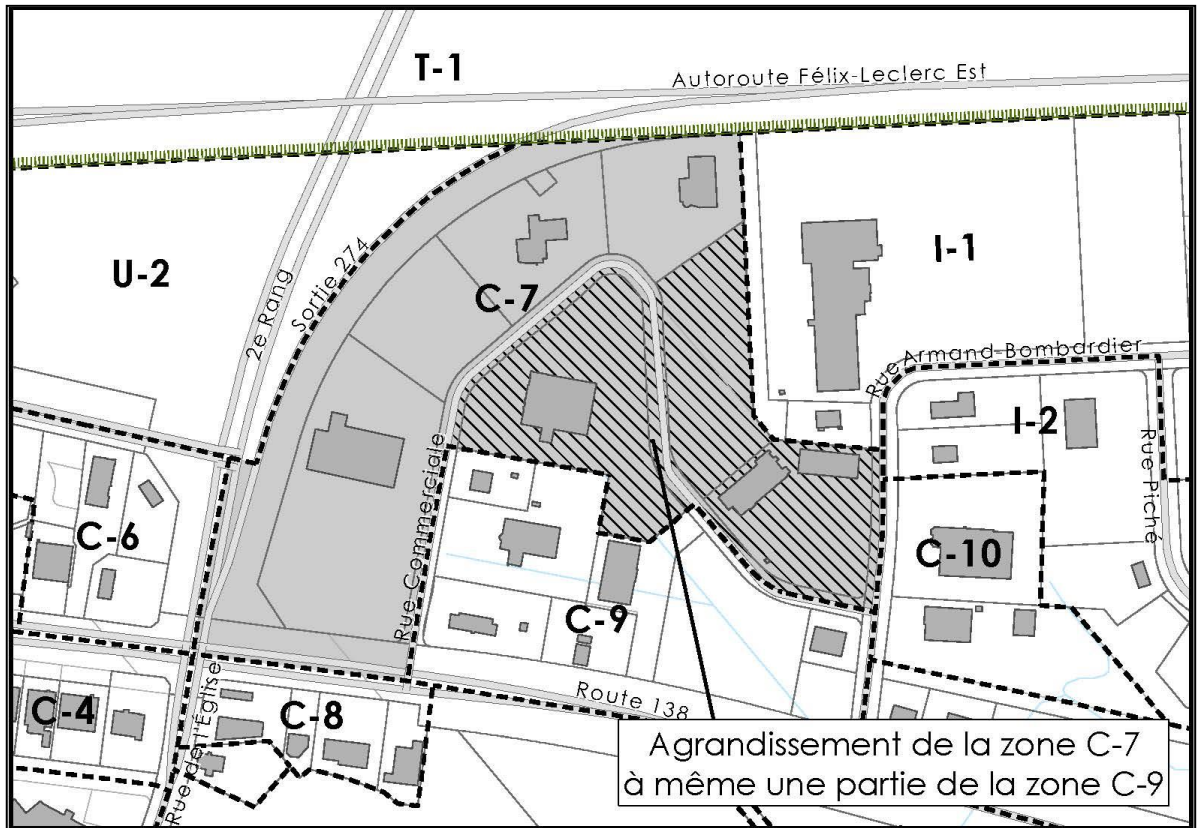 T-1
Autoroute Félix-Leclerc Est
U-2
2e Rang
Sortie 274
C-7
I-1
Rue Armand-Bombardier
I-2
Rue Piché
C-6
Rue Commerciale
C-10
C-9
C-4
Rue de l'Église
C-8
Route 138
Agrandissement de la zone C-7
à même une partie de la zone C-9